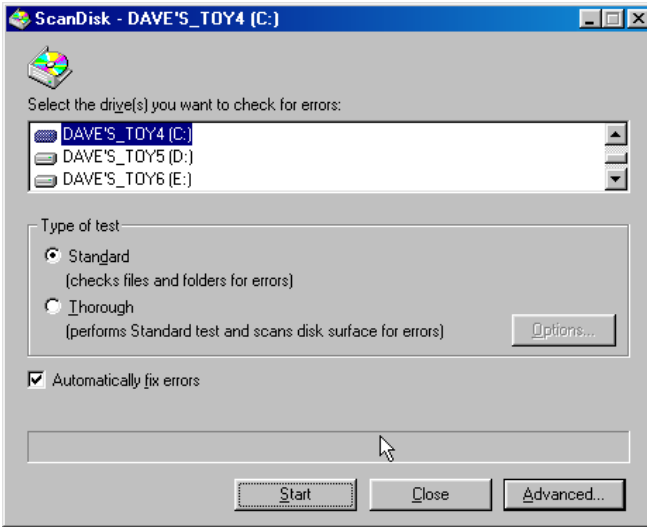 ScanDisk - DAVE'S_TOY4 (C:)
Select the drive(s) you want to check for errors:
DAVE'S_TOY4 (C:)
DAVE'S_TOY5 (D:)
DAVE'S_TOY6 (E:)
Type of test
Standard
(checks files and folders for errors)
Thorough
(performs Standard test and scans disk surface for errors)
Options...
Automatically fix errors
Start Close Advanced...